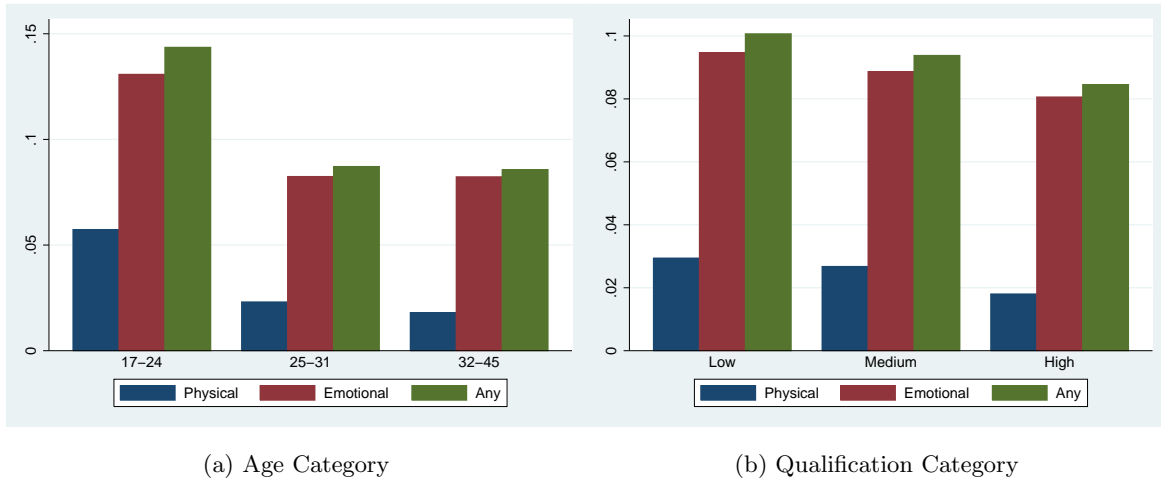 .15
.1
.05
0
17−24 25−31 32−45
Physical Emotional Any
(a) Age Category
.1
.08
.06
.04
.02
0
Low Medium High
Physical Emotional Any
(b) Qualification Category